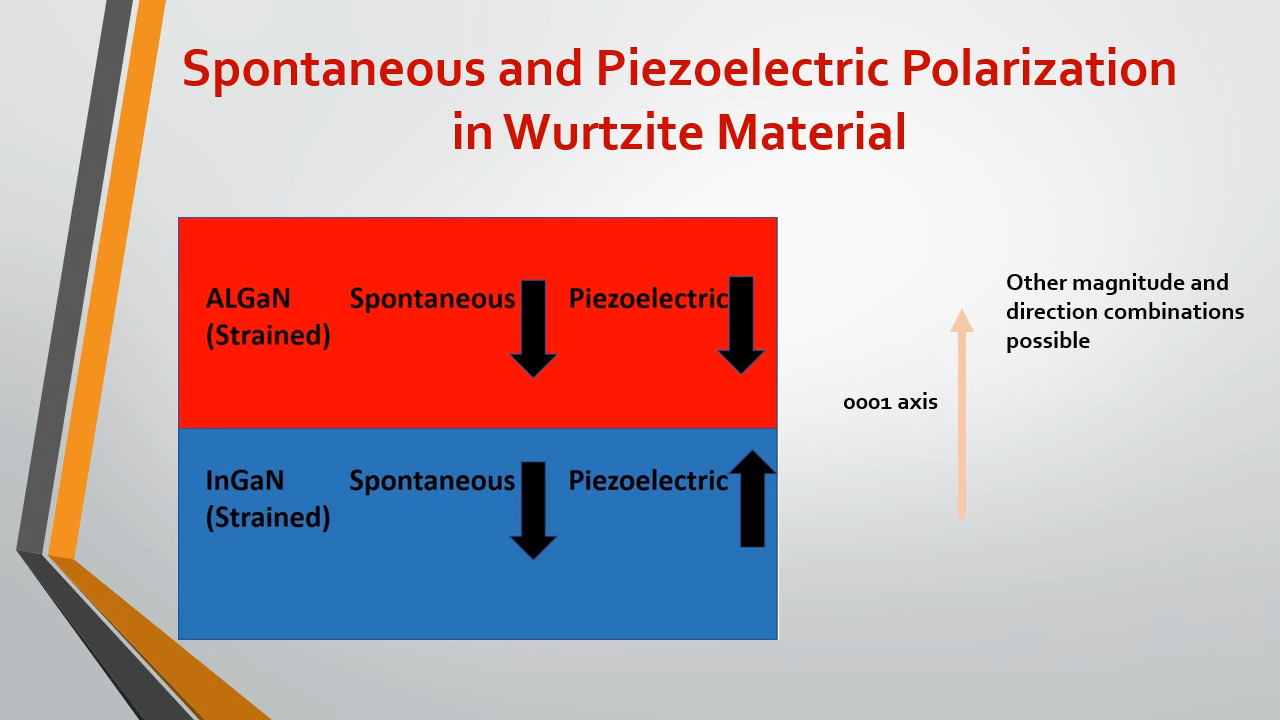 Spontaneous and Piezoelectric Polarization
in Wurtzite Material
ALGaN Spontaneous Piezoelectric
(Strained)
InGaN Spontaneous Piezoelectric
(Strained)
0001 axis
Other magnitude and
direction combinations
possible